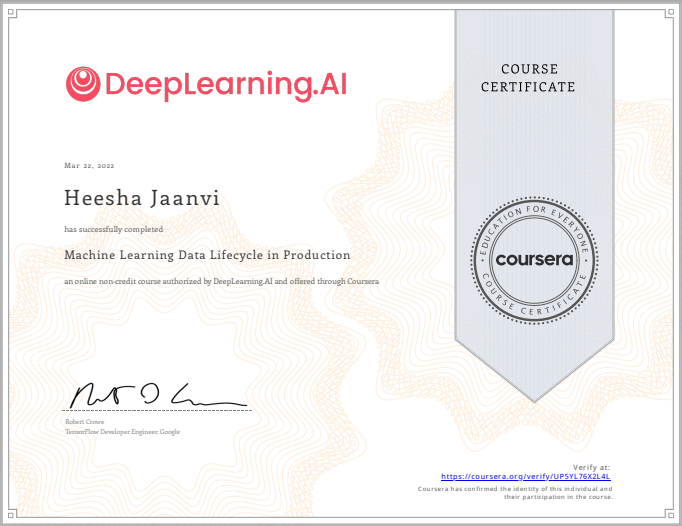 DeepLearning.AI
COURSE
CERTIFICATE
Mar 22, 2022
Heesha Jaanvi
has successfully completed
Machine Learning Data Lifecycle in Production
an online non-credit course authorized by DeepLearning.AI and offered through Coursera
EDUCATION FOR EVERYONE
coursera
COURSE CERTIFICATE
Robert Crowe
TensorFlow Developer Engineer, Google
Verify at:
https://coursera.org/verify/UP5YL76X2L4L
Coursera has confirmed the identity of this individual and
their participation in the course.